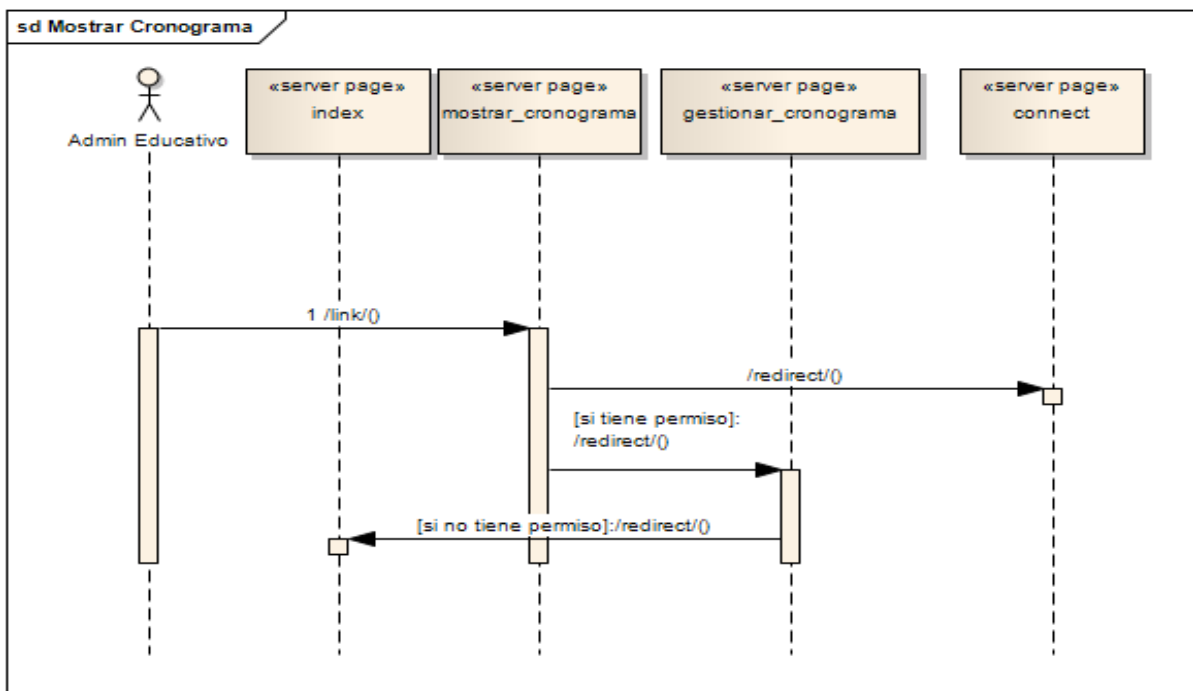 sd Mostrar Cronograma
Admin Educativo
«server page»
index
«server page»
mostrar_cronograma
«server page»
gestionar_cronograma
«server page»
connect
1 /link/()
/redirect/()
[si tiene permiso]:
/redirect/()
[si no tiene permiso]:/redirect/()